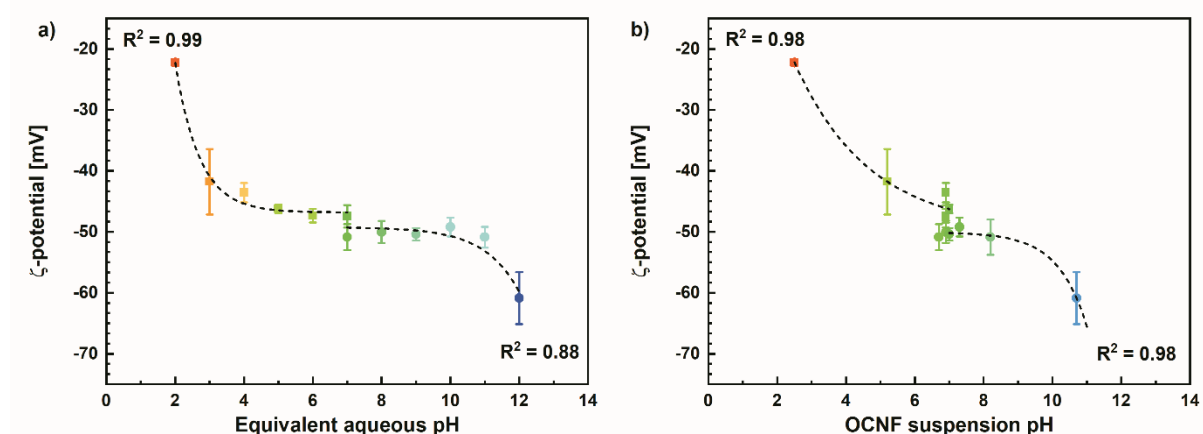 a)
R² = 0.99
-20
-30
-40
-50
-60
-70
ζ-potential [mV]
R² = 0.88
0 2 4 6 8 10 12 14
Equivalent aqueous pH
b)
R² = 0.98
-20
-30
-40
-50
-60
-70
ζ-potential [mV]
R² = 0.98
0 2 4 6 8 10 12 14
OCNF suspension pH